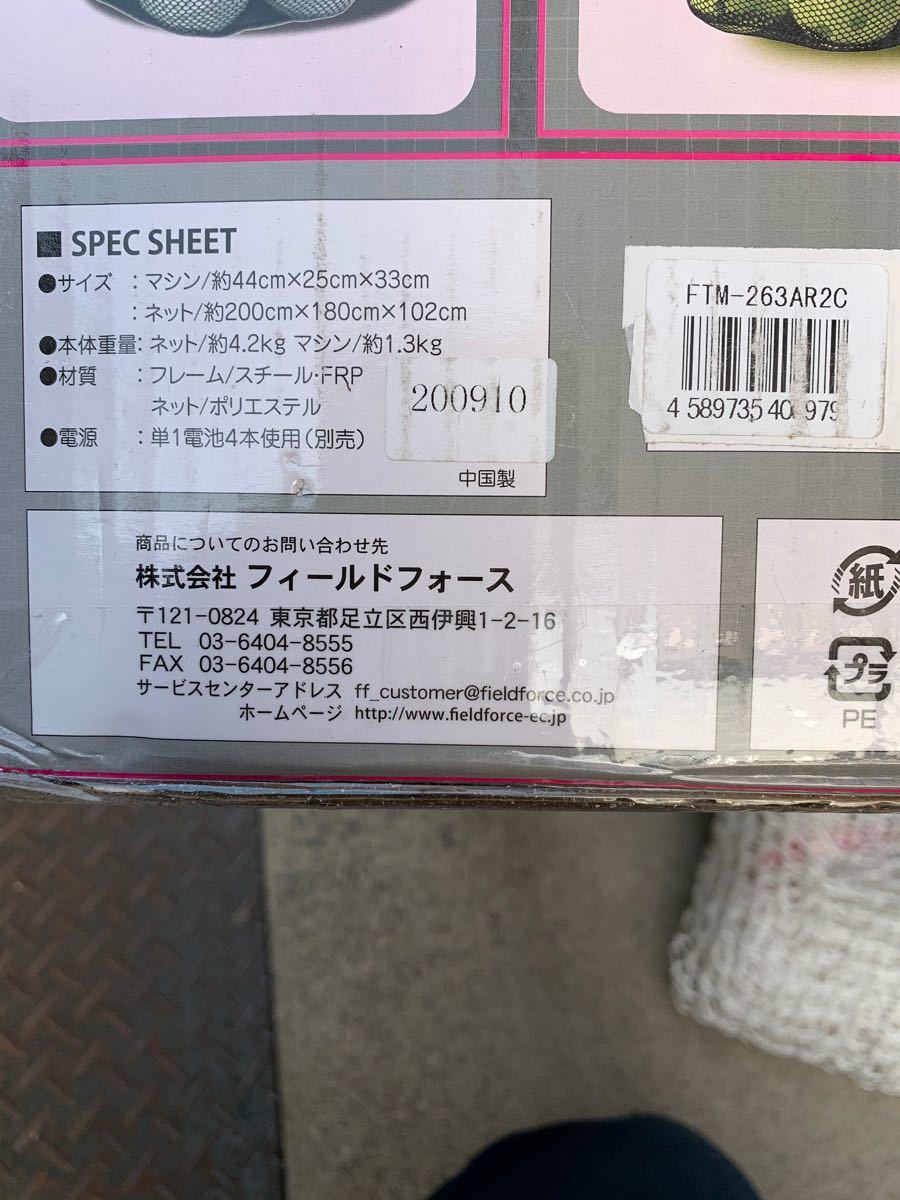 ■ SPEC SHEET
●サイズ ：マシン/約44cm×25cm×33cm
：ネット/約200cm×180cm×102cm
●本体重量：ネット/約4.2kg マシン/約1.3kg
●材質 ：フレーム/スチール・FRP
ネット/ポリエステル
●電源 ：単1電池4本使用（別売）
200910
中国製
FTM-263AR2C
4 589735 40 979
商品についてのお問い合わせ先
株式会社 フィールドフォース
〒121-0824 東京都足立区西伊興1-2-16
TEL 03-6404-8555
FAX 03-6404-8556
サービスセンターアドレス ff_customer@fieldforce.co.jp
ホームページ http://www.fieldforce-ec.jp
紙
プラ
PE